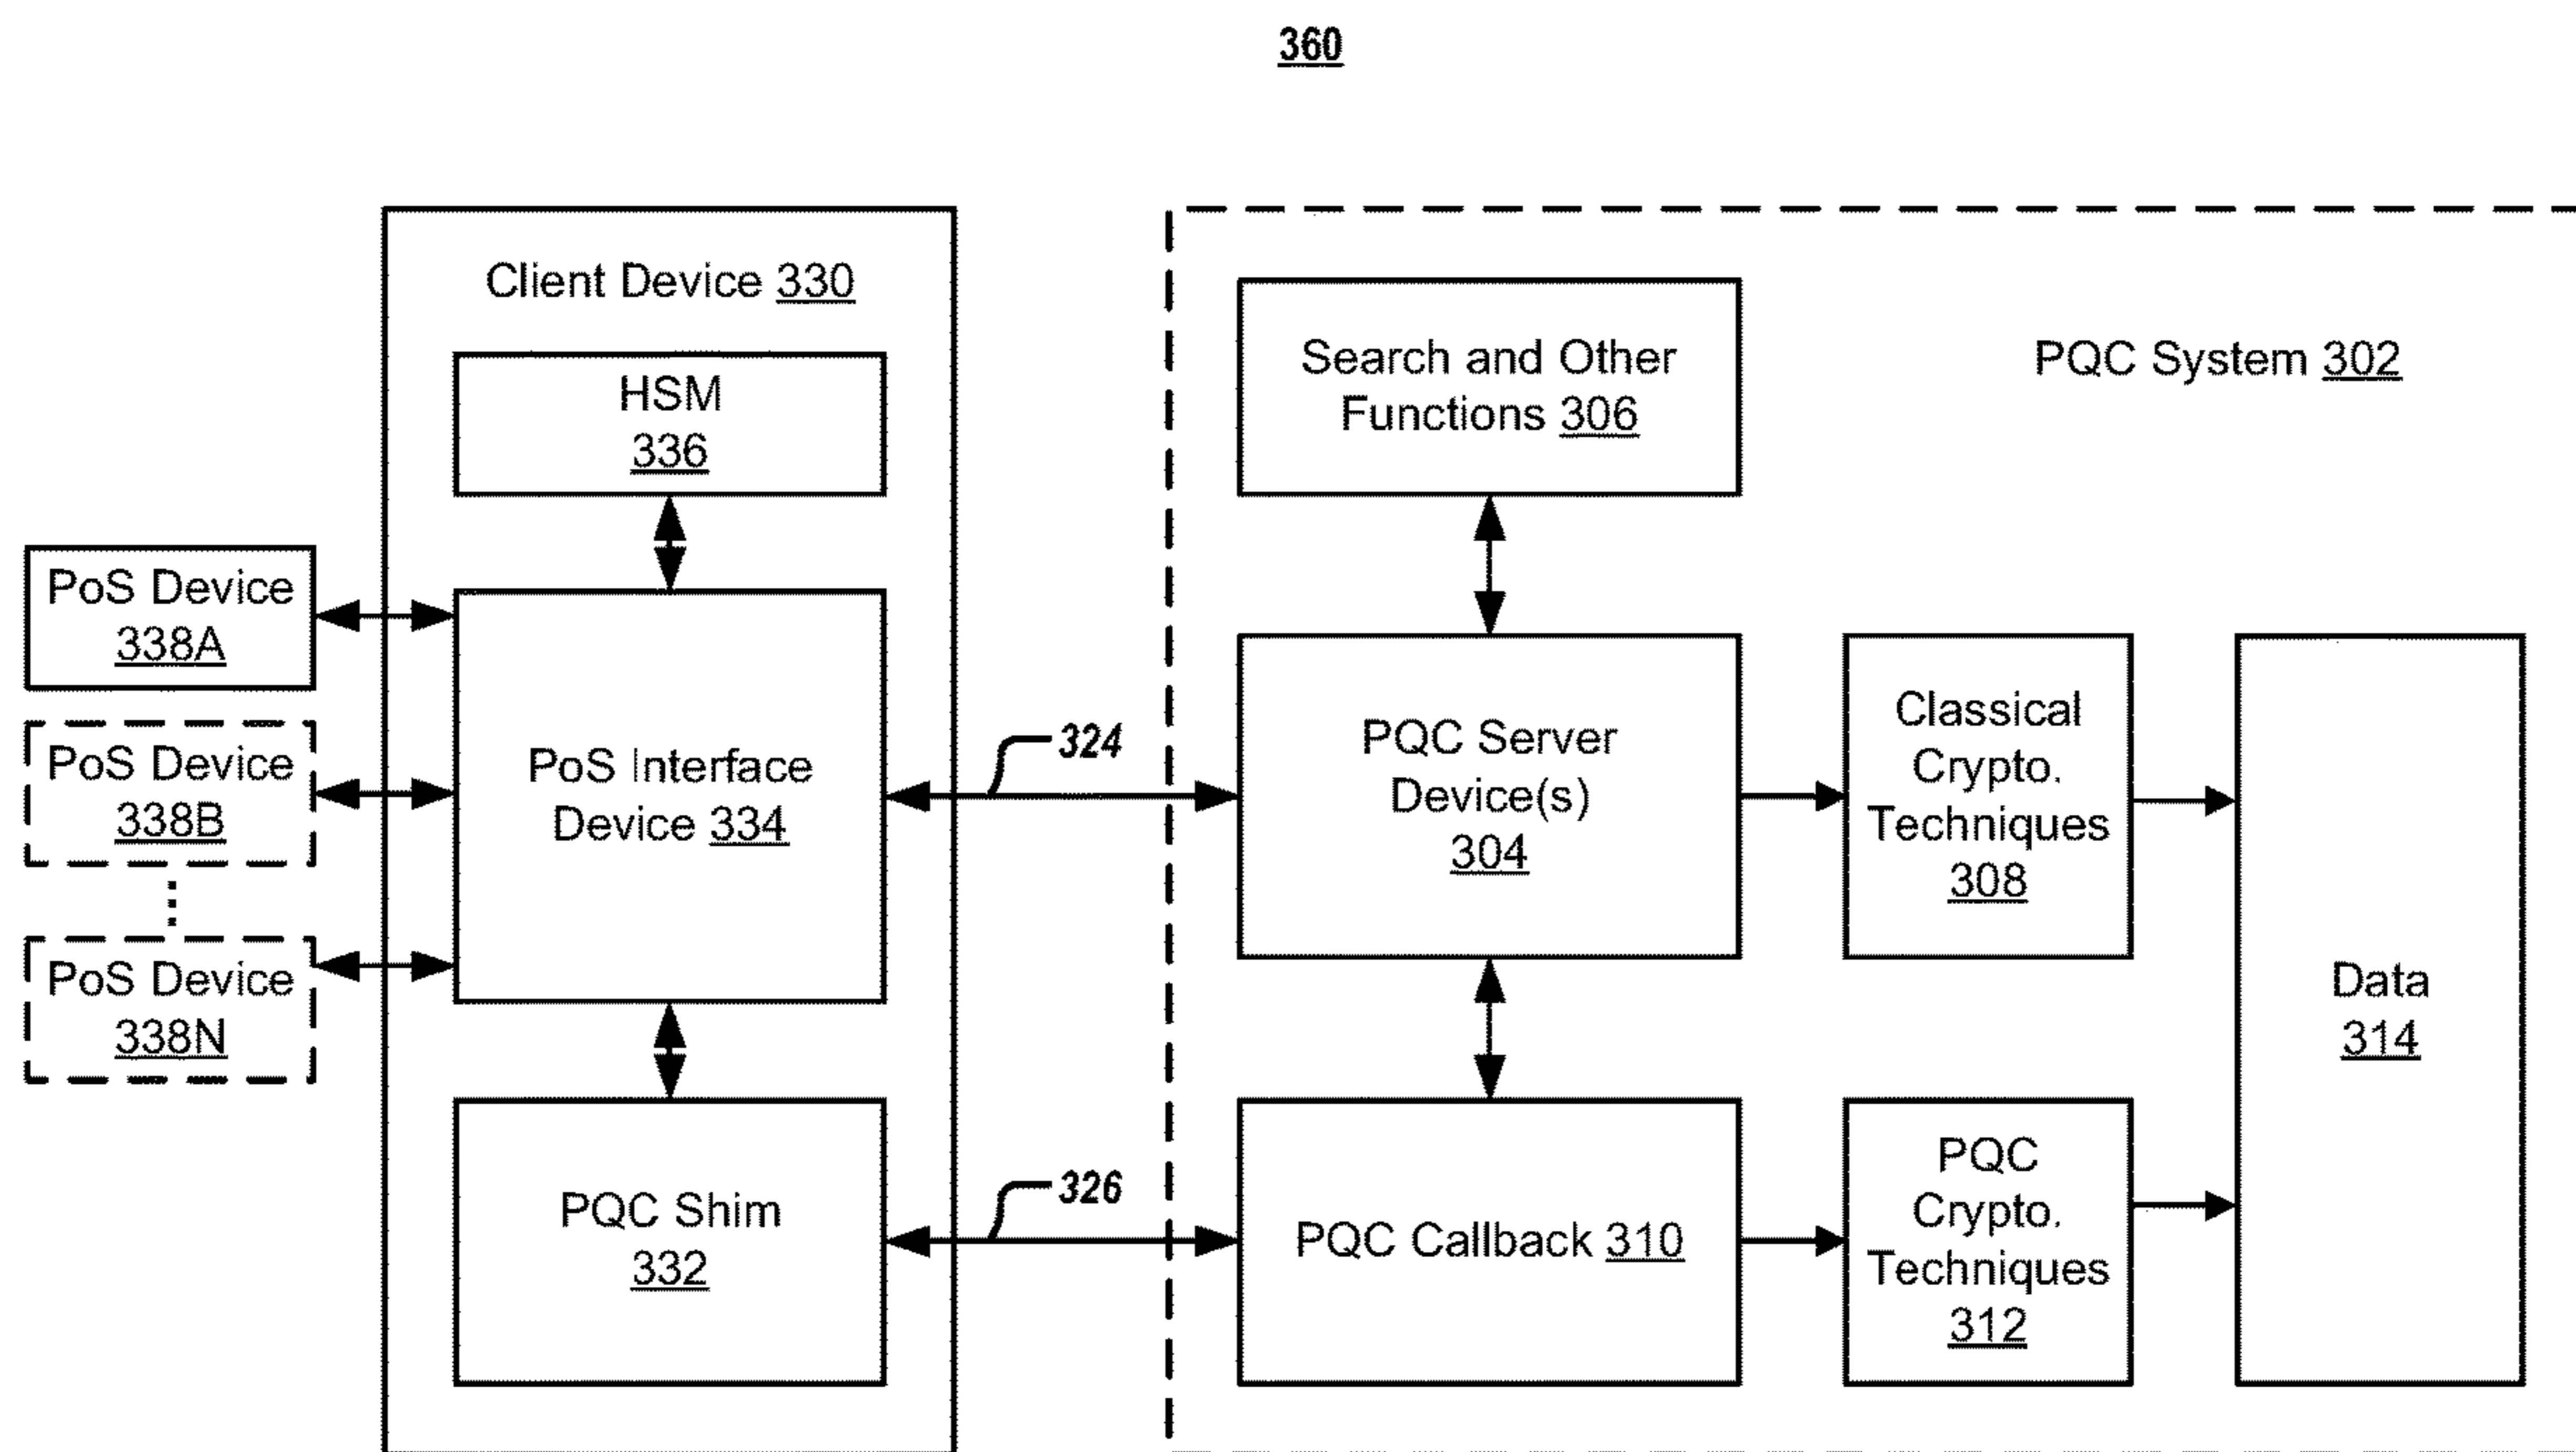 360
Client Device 330
HSM
336
PoS Device
338A
PoS Device
338B
PoS Device
338N
PoS Interface
Device 334
PQC Shim
332
324
326
PQC System 302
Search and Other
Functions 306
PQC Server
Device(s)
304
PQC Callback 310
Classical
Crypto.
Techniques
308
PQC
Crypto.
Techniques
312
Data
314